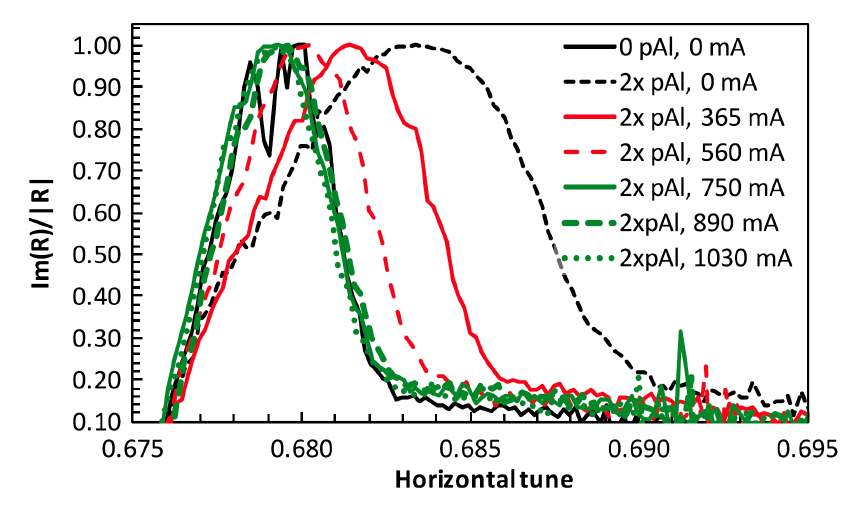 1.00
0.90
0.80
0.70
0.60
0.50
0.40
0.30
0.20
0.10
Im(R)/|R|
0 pAl, 0 mA
2x pAl, 0 mA
2x pAl, 365 mA
2x pAl, 560 mA
2x pAl, 750 mA
2xpAl, 890 mA
2xpAl, 1030 mA
0.675 0.680 0.685 0.690 0.695
Horizontal tune